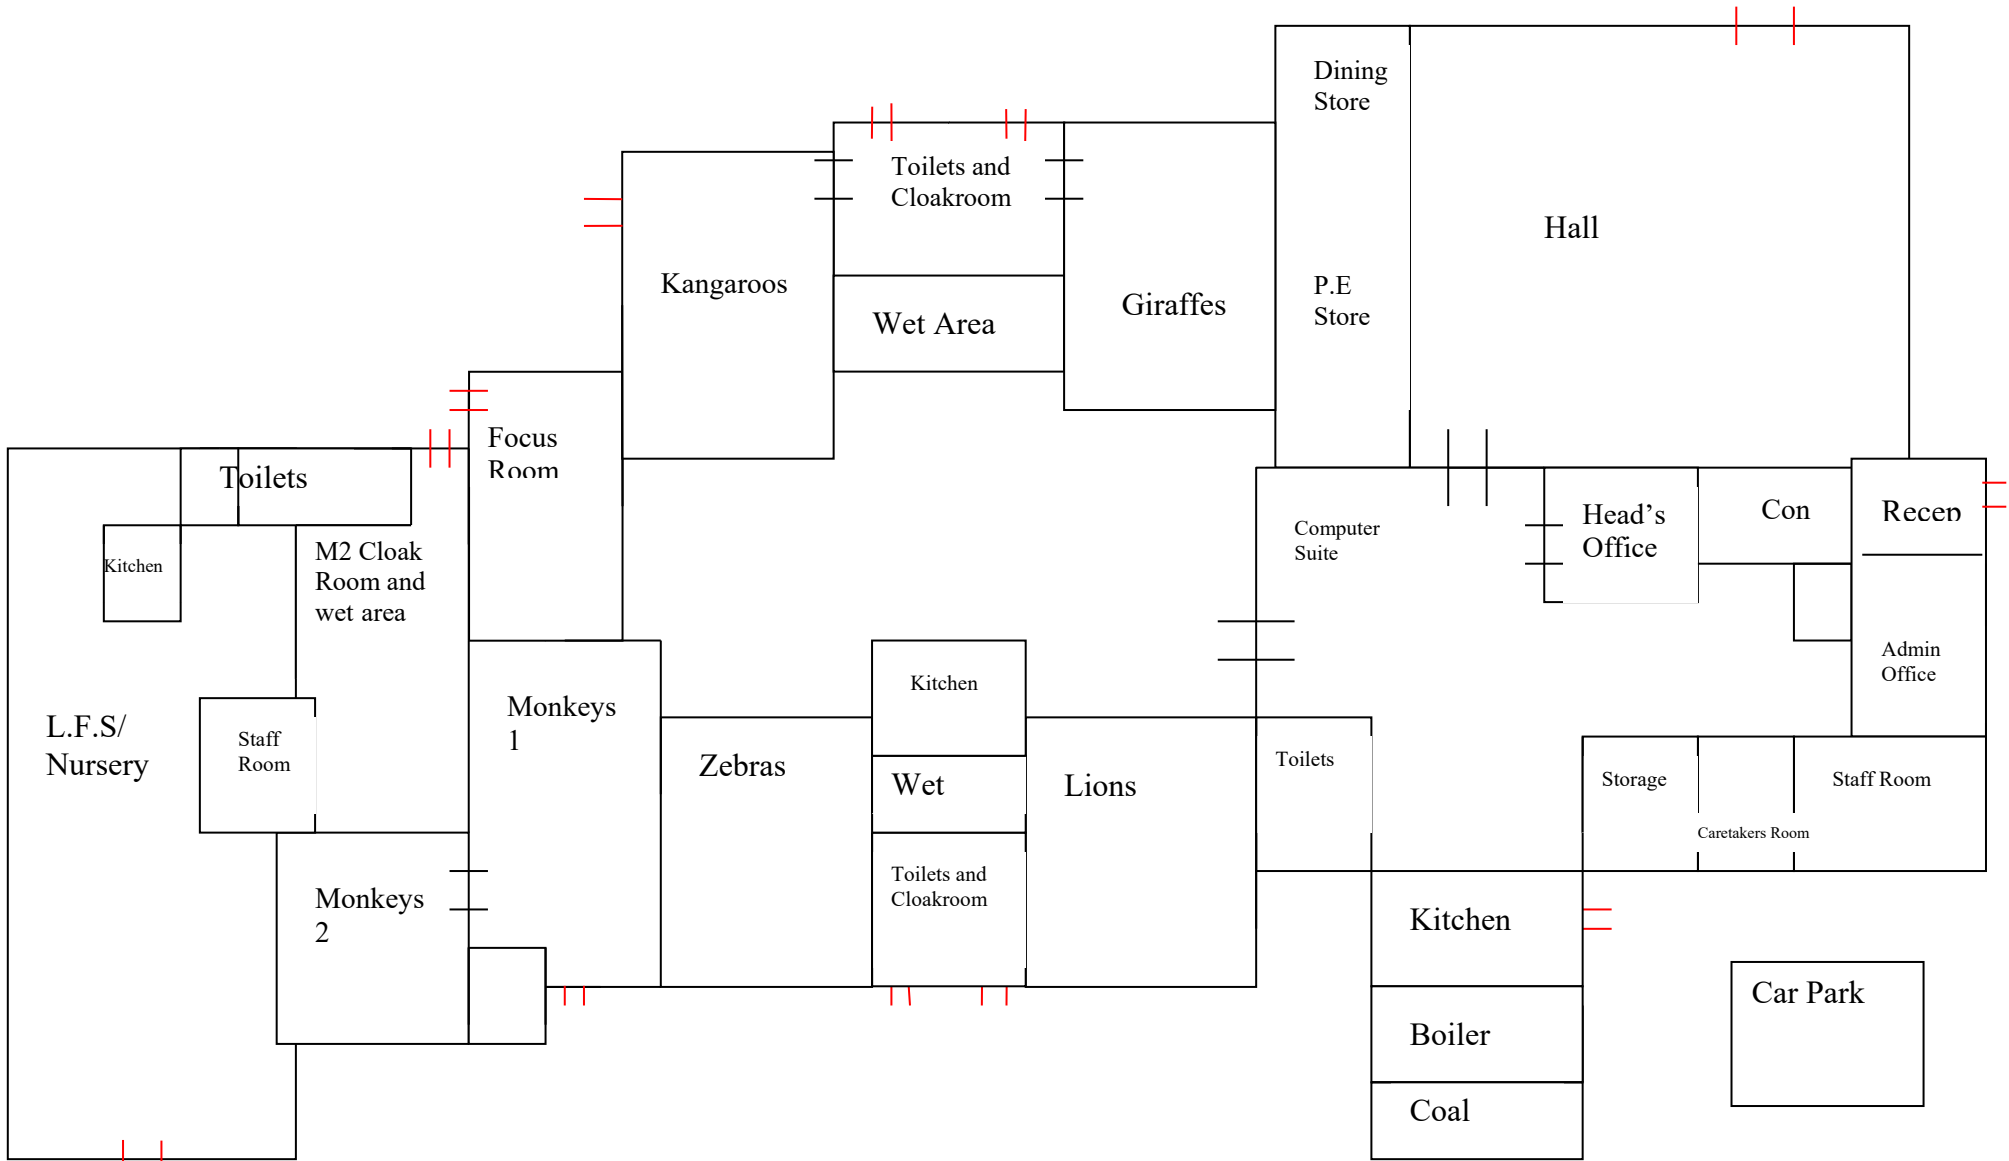 Dining
Store
Toilets and
Cloakroom
Hall
Kangaroos
P.E
Store
Giraffes
Wet Area
Focus
Room
Toilets
Con
Recep
Head’s
Office
Computer
Suite
M2 Cloak
Room and
wet area
Kitchen
Admin
Office
Kitchen
Monkeys
1
L.F.S/
Nursery
Staff
Room
Zebras
Wet
Lions
Toilets
Storage
Staff Room
Caretakers Room
Toilets and
Cloakroom
Monkeys
2
Kitchen
Car Park
Boiler
Coal